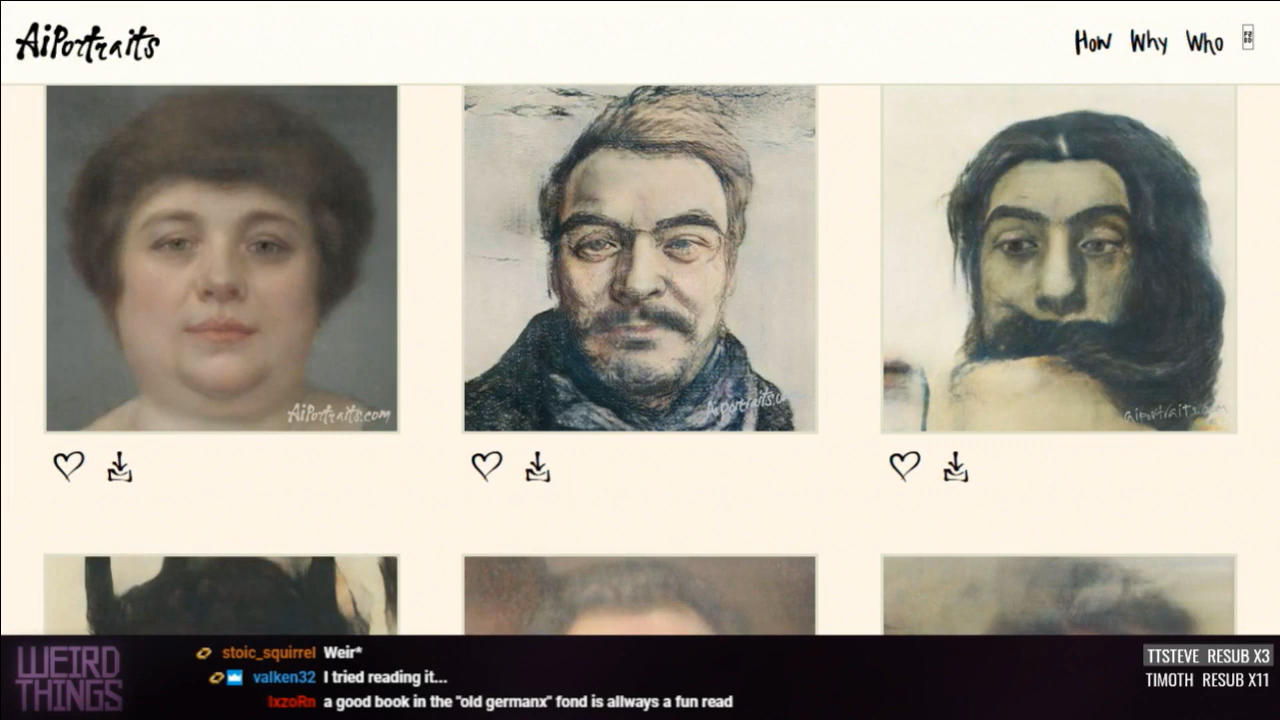 AiPortraits
How Why Who
AiPortraits.com
AiPortraits.c
aiportraits.com
WEIRD
THINGS
stoic_squirrel Weir*
valken32 I tried reading it...
lxzoRn a good book in the "old germanx" fond is allways a fun read
TTSTEVE RESUB X3
TIMOTH RESUB X11